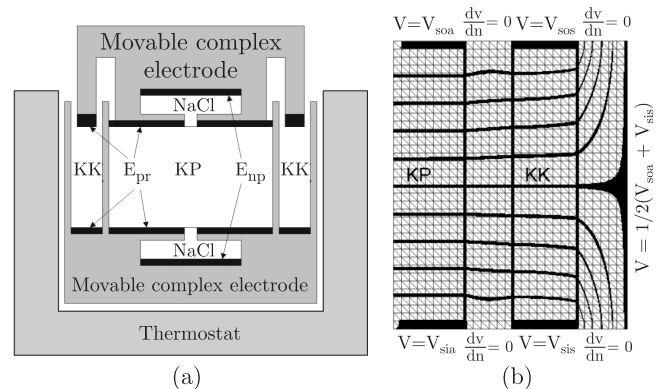 Movable complex
electrode
NaCl
KK
E_pr
KP
E_np
KK
NaCl
Movable complex electrode
Thermostat
(a)
V=V_soa
dv/dn = 0
V=V_sos
dv/dn = 0
KP
KK
V = 1/2(V_soa + V_sis)
V=V_sia
dv/dn = 0
V=V_sis
dv/dn = 0
(b)